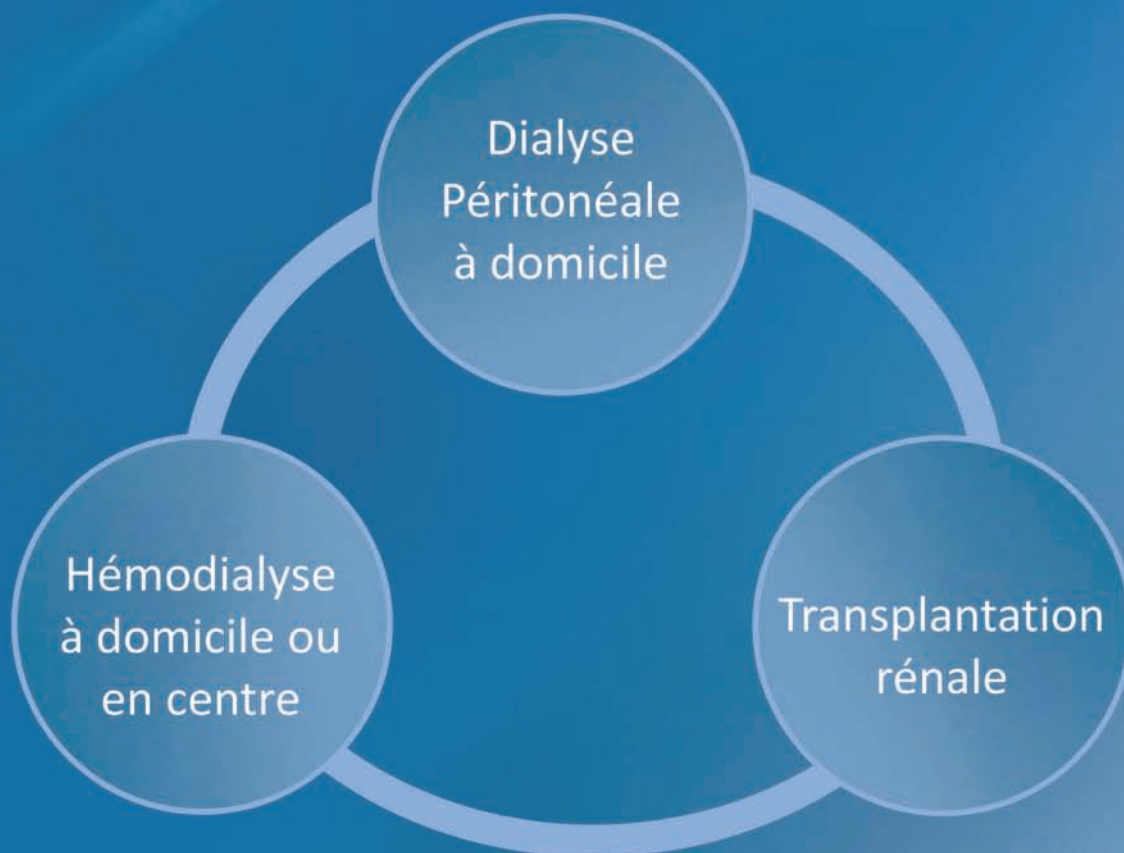 Dialyse
Péritonéale
à domicile
Hémodialyse
à domicile ou
en centre
Transplantation
rénale